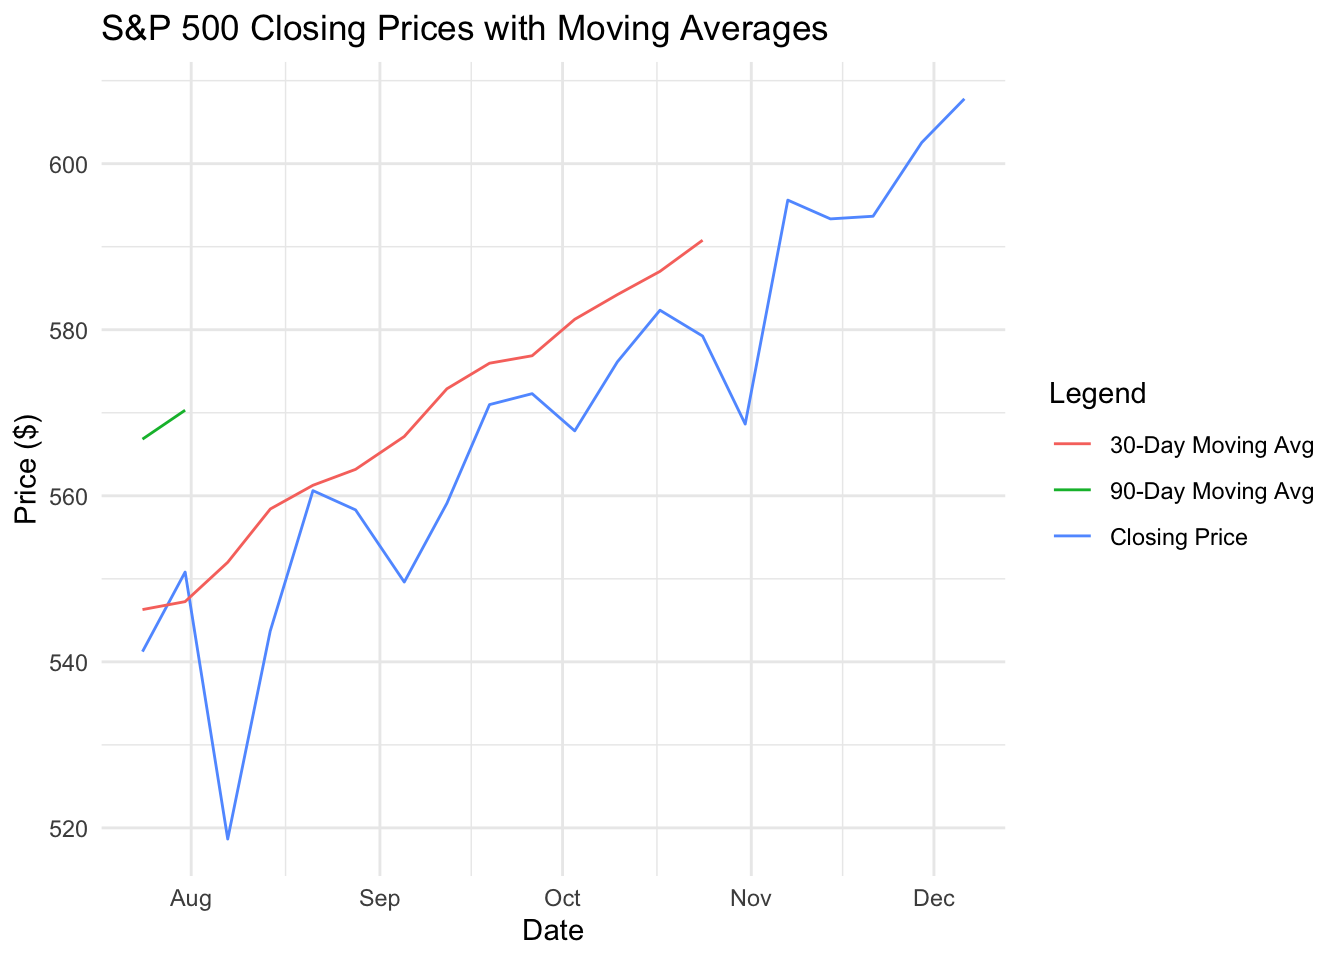 S&P 500 Closing Prices with Moving Averages
600
580
560
540
520
Price ($)
Aug Sep Oct Nov Dec
Date
Legend
30-Day Moving Avg
90-Day Moving Avg
Closing Price